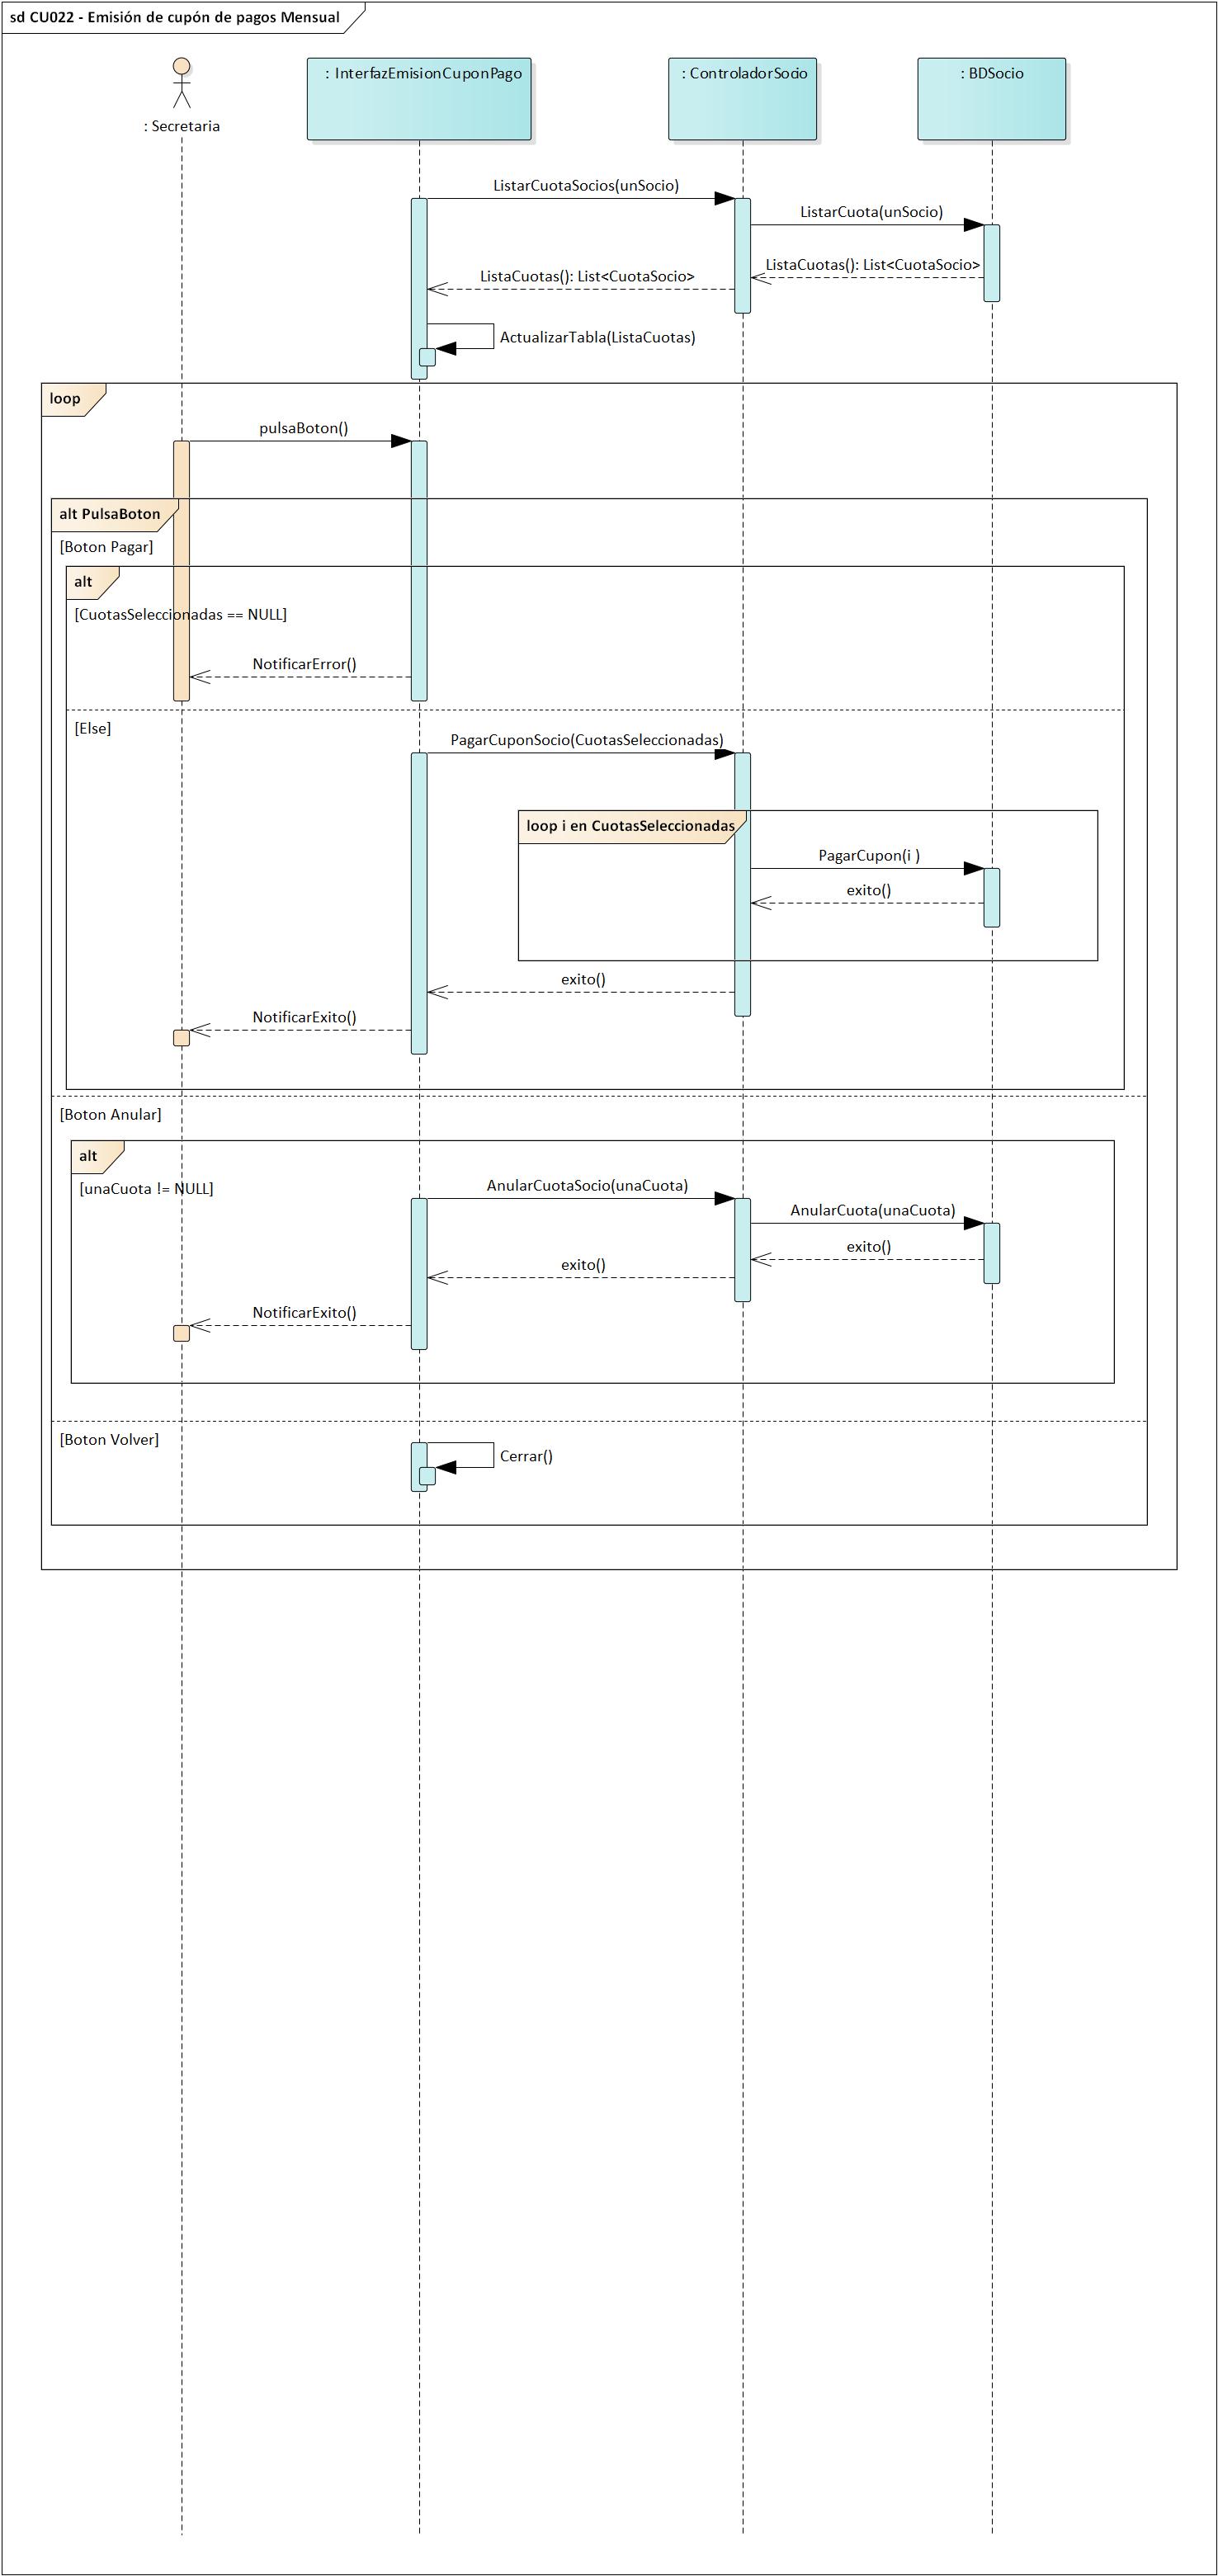 sd CU022 - Emisión de cupón de pagos Mensual
: Secretaria
: InterfazEmisionCuponPago
: ControladorSocio
: BDSocio
ListarCuotaSocios(unSocio)
ListarCuota(unSocio)
ListaCuotas(): List<CuotaSocio>
ListaCuotas(): List<CuotaSocio>
ActualizarTabla(ListaCuotas)
loop
pulsaBoton()
alt PulsaBoton
[Boton Pagar]
alt
[CuotasSeleccionadas == NULL]
NotificarError()
[Else]
PagarCuponSocio(CuotasSeleccionadas)
loop i en CuotasSeleccionadas
PagarCupon(i )
exito()
exito()
NotificarExito()
[Boton Anular]
alt
[unaCuota != NULL]
AnularCuotaSocio(unaCuota)
AnularCuota(unaCuota)
exito()
exito()
NotificarExito()
[Boton Volver]
Cerrar()